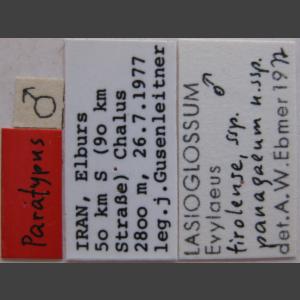 ♂
Paratypus
IRAN, Elburs
50 km S (90 km
Straße) Chalus
2800 m, 26.7.1977
leg.j.Gusenleitner
LASIOGLOSSUM ♂
Evylaeus
tirolense, ssp.
panagaeum n.ssp.
det.A.W.Ebmer 1977